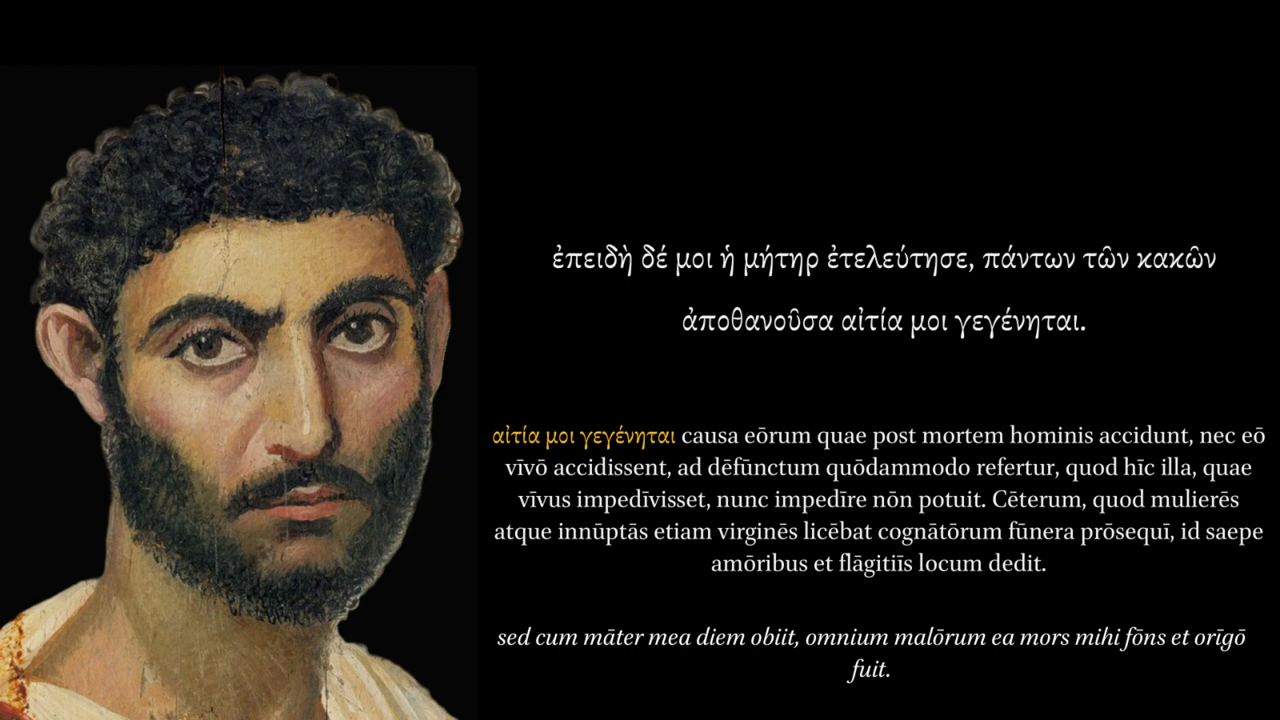 ἐπειδὴ δέ μοι ἡ μήτηρ ἐτελεύτησε, πάντων τῶν κακῶν
ἀποθανοῦσα αἰτία μοι γεγένηται.
αἰτία μοι γεγένηται causa eōrum quae post mortem hominis accidunt, nec eō
vīvō accidissent, ad dēfūnctum quōdammodo refertur, quod hīc illa, quae
vīvus impedīvisset, nunc impedīre nōn potuit. Cēterum, quod mulierēs
atque innūptās etiam virginēs licēbat cognātōrum fūnera prōsequī, id saepe
amōribus et flāgitiīs locum dedit.
sed cum māter mea diem obiit, omnium malōrum ea mors mihi fōns et orīgō
fuit.